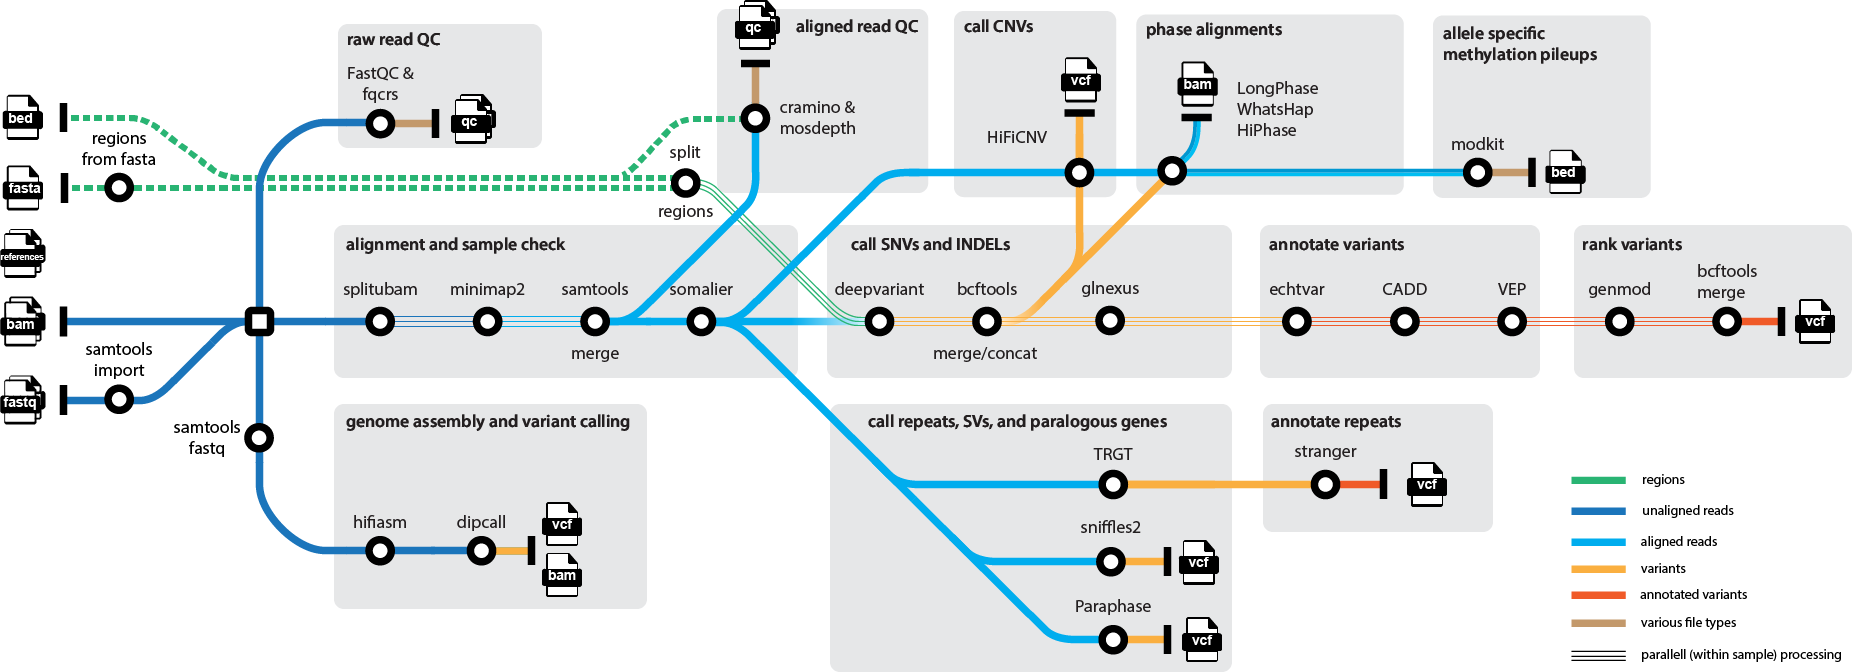 raw read QC
FastQC &
fqcrs
qc
qc
aligned read QC
cramino &
mosdepth
call CNVs
vcf
HiFiCNV
phase alignments
bam
LongPhase
WhatsHap
HiPhase
allele specific
methylation pileups
modkit
bed
bed
regions
from fasta
fasta
split
regions
references
bam
samtools
import
fastq
samtools
fastq
alignment and sample check
splitubam
minimap2
samtools
merge
somalier
call SNVs and INDELs
deepvariant
bcftools
merge/concat
glnexus
annotate variants
echtvar
CADD
VEP
rank variants
genmod
bcftools
merge
vcf
genome assembly and variant calling
hifiasm
dipcall
vcf
bam
call repeats, SVs, and paralogous genes
TRGT
sniffles2
vcf
Paraphase
vcf
annotate repeats
stranger
vcf
regions
unaligned reads
aligned reads
variants
annotated variants
various file types
parallell (within sample) processing